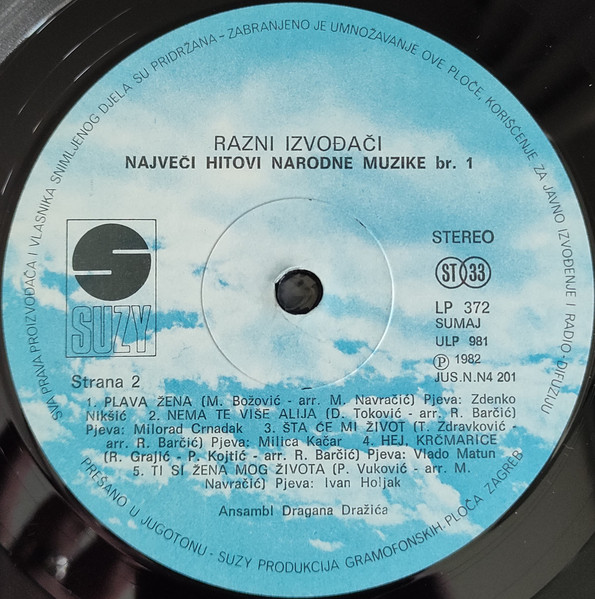 SVA PRAVA PROIZVOĐAČA I VLASNIKA SNIMLJENOG DJELA SU PRIDRŽANA - ZABRANJENO JE UMNOŽAVANJE OVE PLOČE, KORIŠĆENJE ZA JAVNO IZVOĐENJE I RADIO - DIFUZIJU
RAZNI IZVOĐAČI
NAJVEČI HITOVI NARODNE MUZIKE br. 1
STEREO
ST 33
S
SUZY
LP 372
SUMAJ
ULP 981
Ⓟ 1982
JUS.N.N4 201
Strana 2
1. PLAVA ŽENA (M. Božović - arr. M. Navračić) Pjeva: Zdenko
Nikšić 2. NEMA TE VIŠE ALIJA (D. Toković - arr. R. Barčić)
Pjeva: Milorad Crnadak 3. ŠTA ĆE MI ŽIVOT (T. Zdravković -
arr. R. Barčić) Pjeva: Milica Kačar 4. HEJ, KRČMARICE
(R. Grajlć - P. Kojtić - arr. R. Barčić) Pjeva: Vlado Matun
5. TI SI ŽENA MOG ŽIVOTA (P. Vuković - arr. M.
Navračić) Pjeva: Ivan Holjak
Ansambl Dragana Dražića
PREŠANO U JUGOTONU - SUZY PRODUKCIJA GRAMOFONSKIH PLOČA ZAGREB